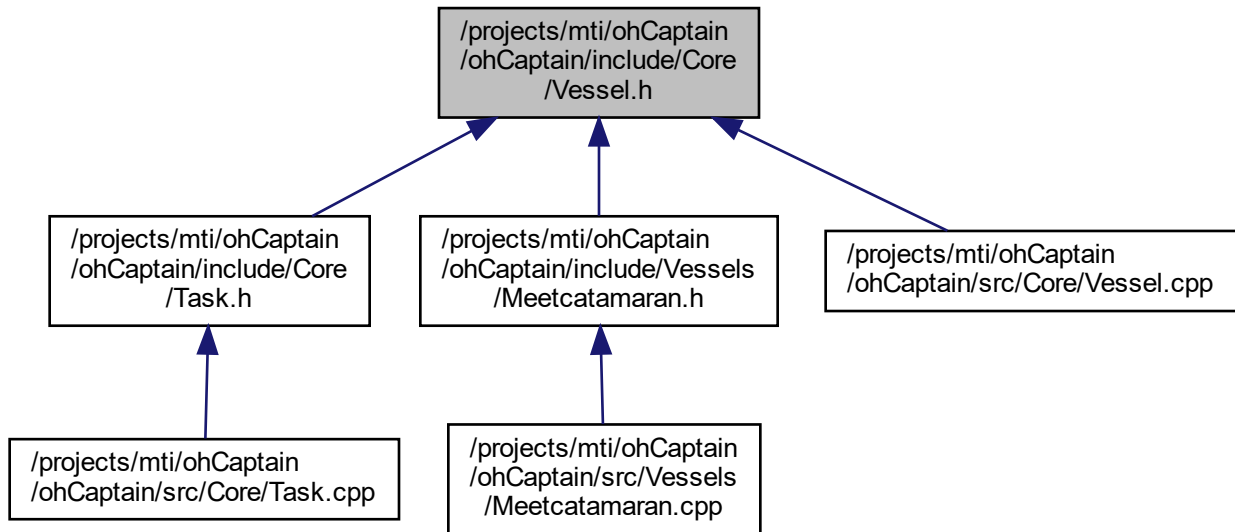 /projects/mti/ohCaptain
/ohCaptain/include/Core
/Vessel.h
/projects/mti/ohCaptain
/ohCaptain/include/Core
/Task.h
/projects/mti/ohCaptain
/ohCaptain/include/Vessels
/Meetcatamaran.h
/projects/mti/ohCaptain
/ohCaptain/src/Core/Vessel.cpp
/projects/mti/ohCaptain
/ohCaptain/src/Core/Task.cpp
/projects/mti/ohCaptain
/ohCaptain/src/Vessels
/Meetcatamaran.cpp